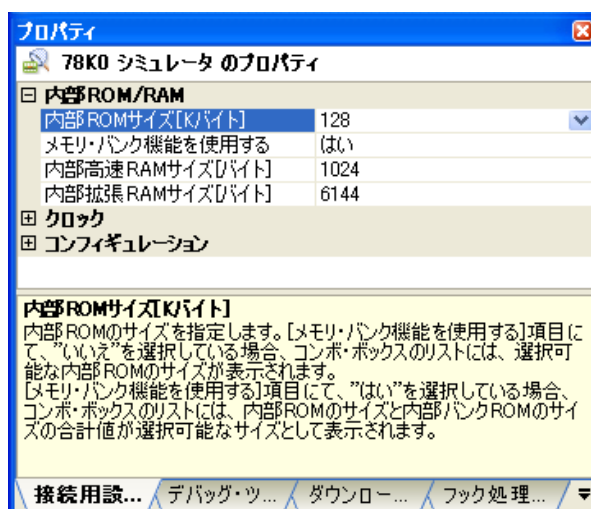 プロパティ
78K0 シミュレータ のプロパティ
内部ROM/RAM
内部ROMサイズ[Kバイト] 128
メモリ・バンク機能を使用する はい
内部高速RAMサイズ[バイト] 1024
内部拡張RAMサイズ[バイト] 6144
クロック
コンフィギュレーション
内部ROMサイズ[Kバイト]
内部ROMのサイズを指定します。[メモリ・バンク機能を使用する]項目に
て、"いいえ"を選択している場合、コンボ・ボックスのリストには、選択可
能な内部ROMのサイズが表示されます。
[メモリ・バンク機能を使用する]項目にて、"はい"を選択している場合、
コンボ・ボックスのリストには、内部ROMのサイズと内部バンクROMのサイ
ズの合計値が選択可能なサイズとして表示されます。
接続用設... デバッグ・ツ... ダウンロー... フック処理...